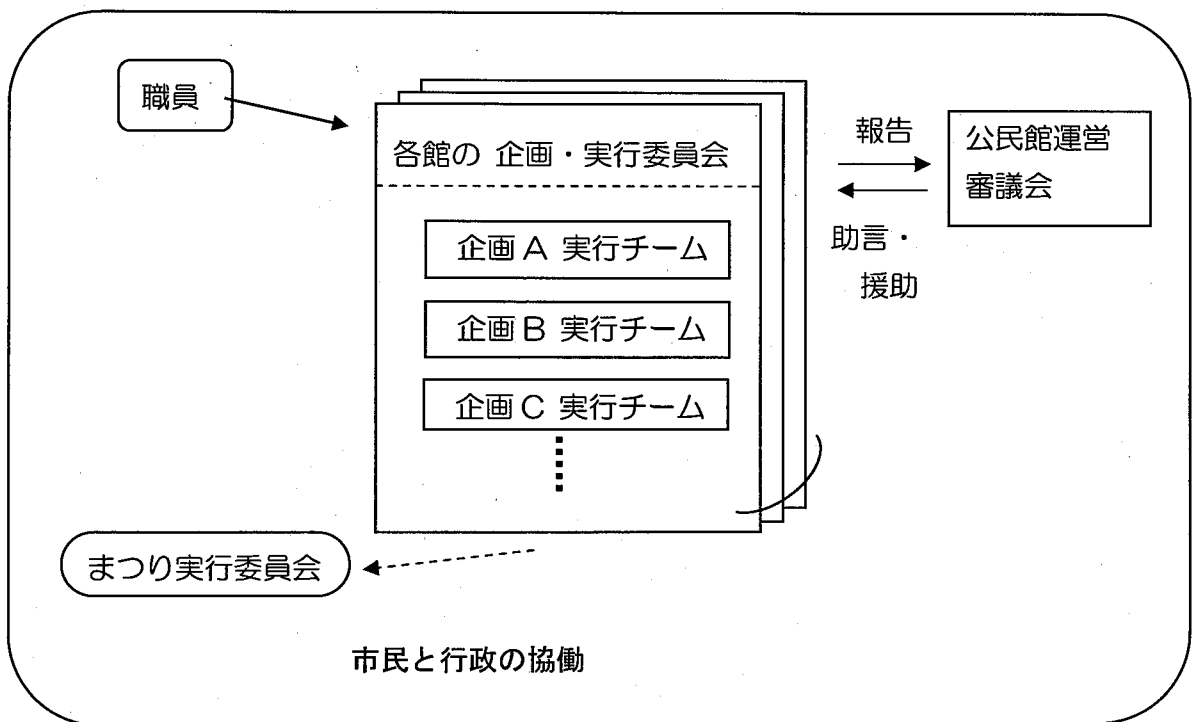 職員
各館の 企画・実行委員会
企画A 実行チーム
企画B 実行チーム
企画C 実行チーム
報告
助言・
援助
公民館運営
審議会
まつり実行委員会
市民と行政の協働